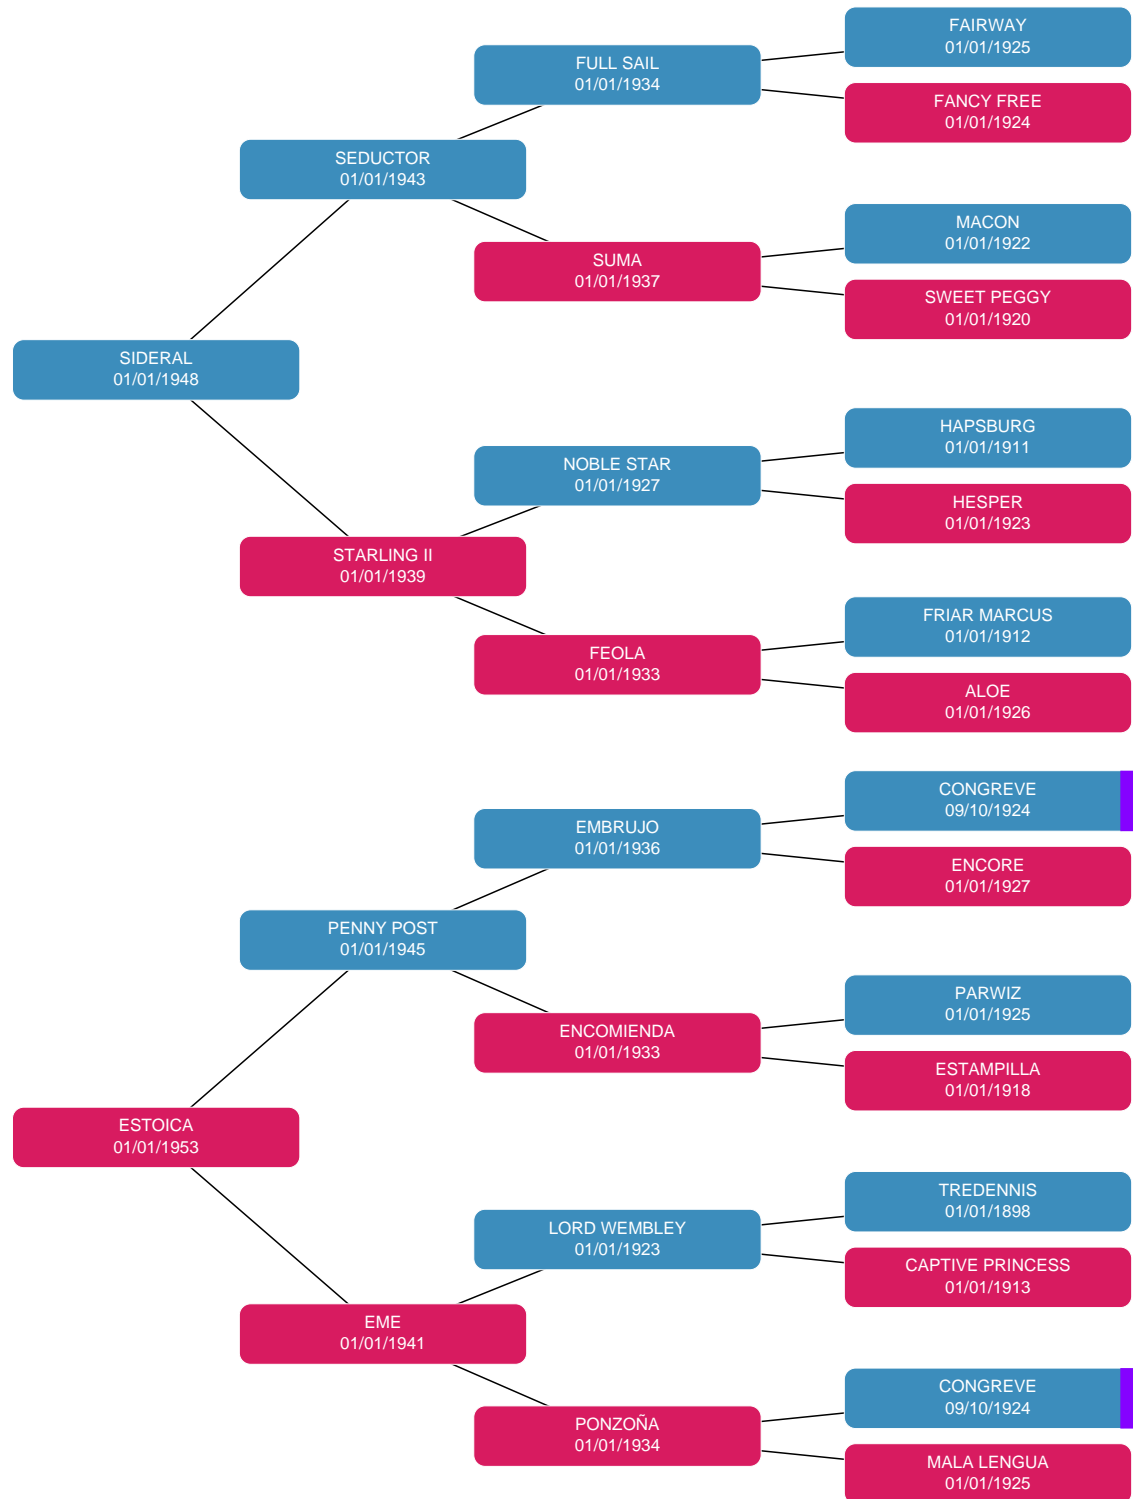 FAIRWAY
01/01/1925
FULL SAIL
01/01/1934
FANCY FREE
01/01/1924
SEDUCTOR
01/01/1943
MACON
01/01/1922
SUMA
01/01/1937
SWEET PEGGY
01/01/1920
SIDERAL
01/01/1948
HAPSBURG
01/01/1911
NOBLE STAR
01/01/1927
HESPER
01/01/1923
STARLING II
01/01/1939
FRIAR MARCUS
01/01/1912
FEOLA
01/01/1933
ALOE
01/01/1926
CONGREVE
09/10/1924
EMBRUJO
01/01/1936
ENCORE
01/01/1927
PENNY POST
01/01/1945
PARWIZ
01/01/1925
ENCOMIENDA
01/01/1933
ESTAMPILLA
01/01/1918
ESTOICA
01/01/1953
TREDENNIS
01/01/1898
LORD WEMBLEY
01/01/1923
CAPTIVE PRINCESS
01/01/1913
EME
01/01/1941
CONGREVE
09/10/1924
PONZOÑA
01/01/1934
MALA LENGUA
01/01/1925